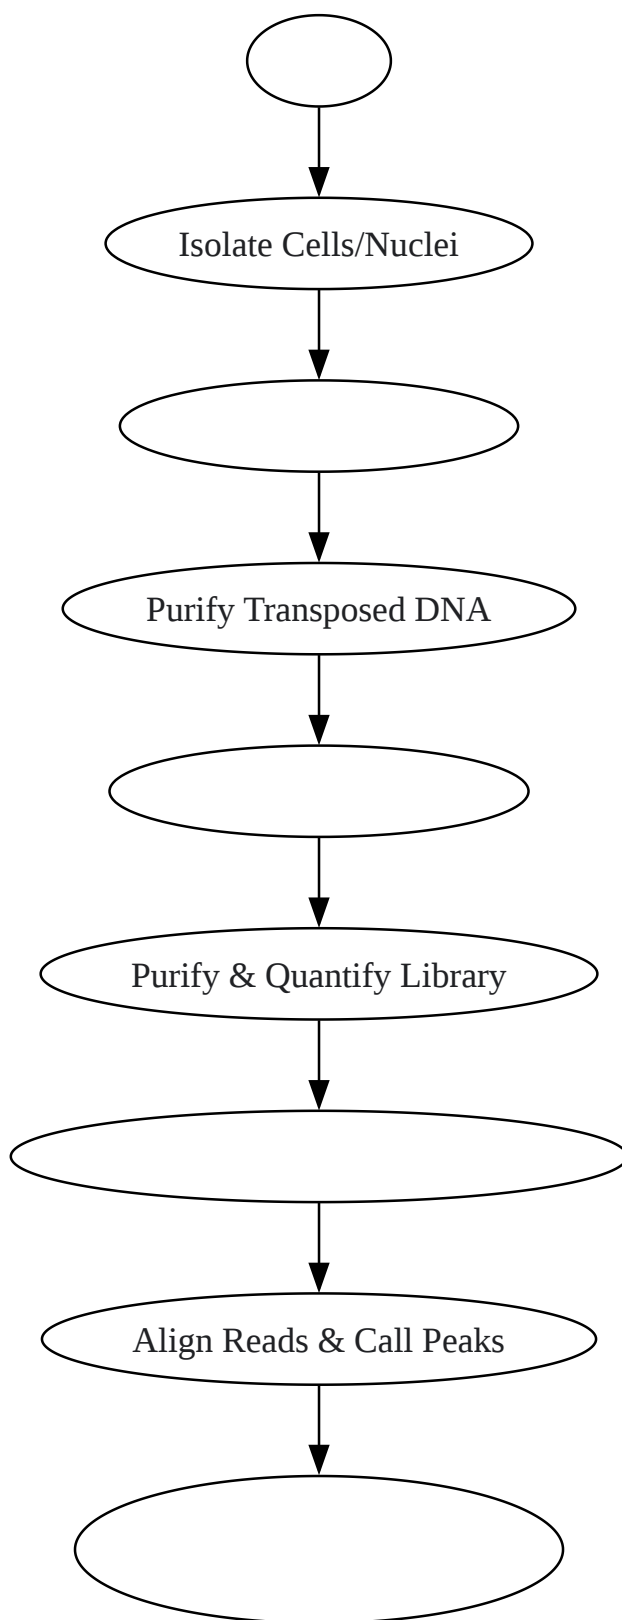 Isolate Cells/Nuclei
Purify Transposed DNA
Purify & Quantify Library
Align Reads & Call Peaks